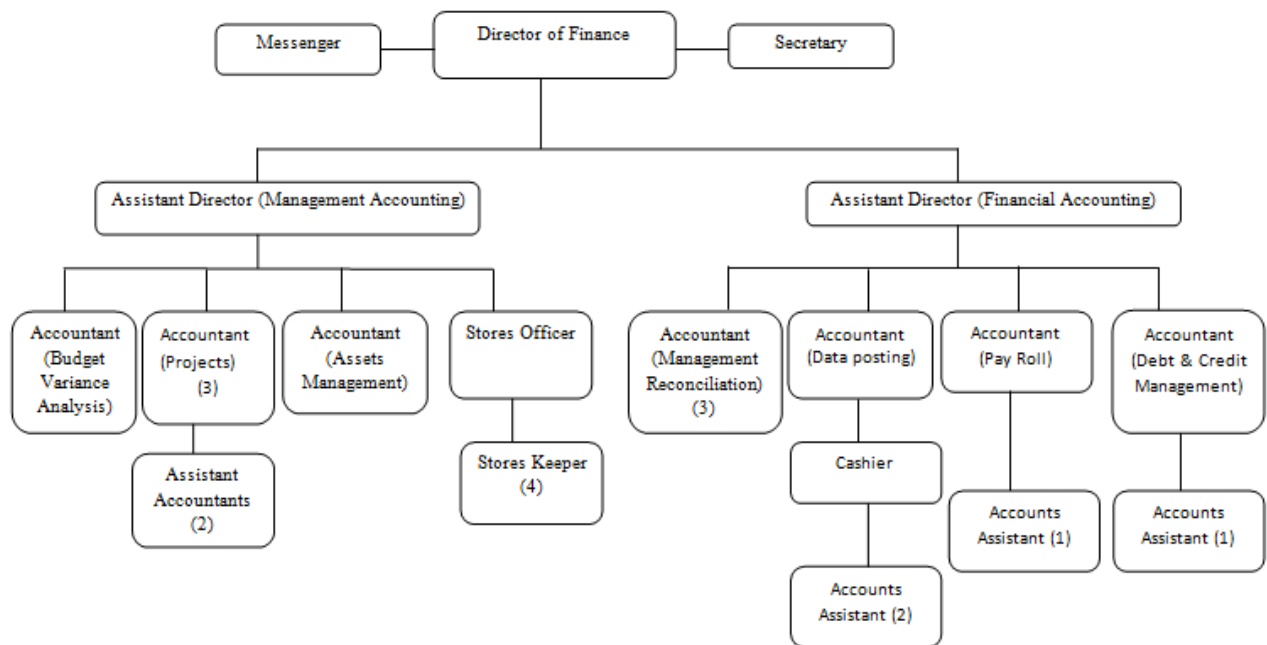 Messenger
Director of Finance
Secretary
Assistant Director (Management Accounting)
Assistant Director (Financial Accounting)
Accountant
(Budget
Variance
Analysis)
Accountant
(Projects)
(3)
Accountant
(Assets
Management)
Stores Officer
Accountant
(Management
Reconciliation)
(3)
Accountant
(Data posting)
Accountant
(Pay Roll)
Accountant
(Debt & Credit
Management)
Assistant
Accountants
(2)
Stores Keeper
(4)
Cashier
Accounts
Assistant (1)
Accounts
Assistant (1)
Accounts
Assistant (2)